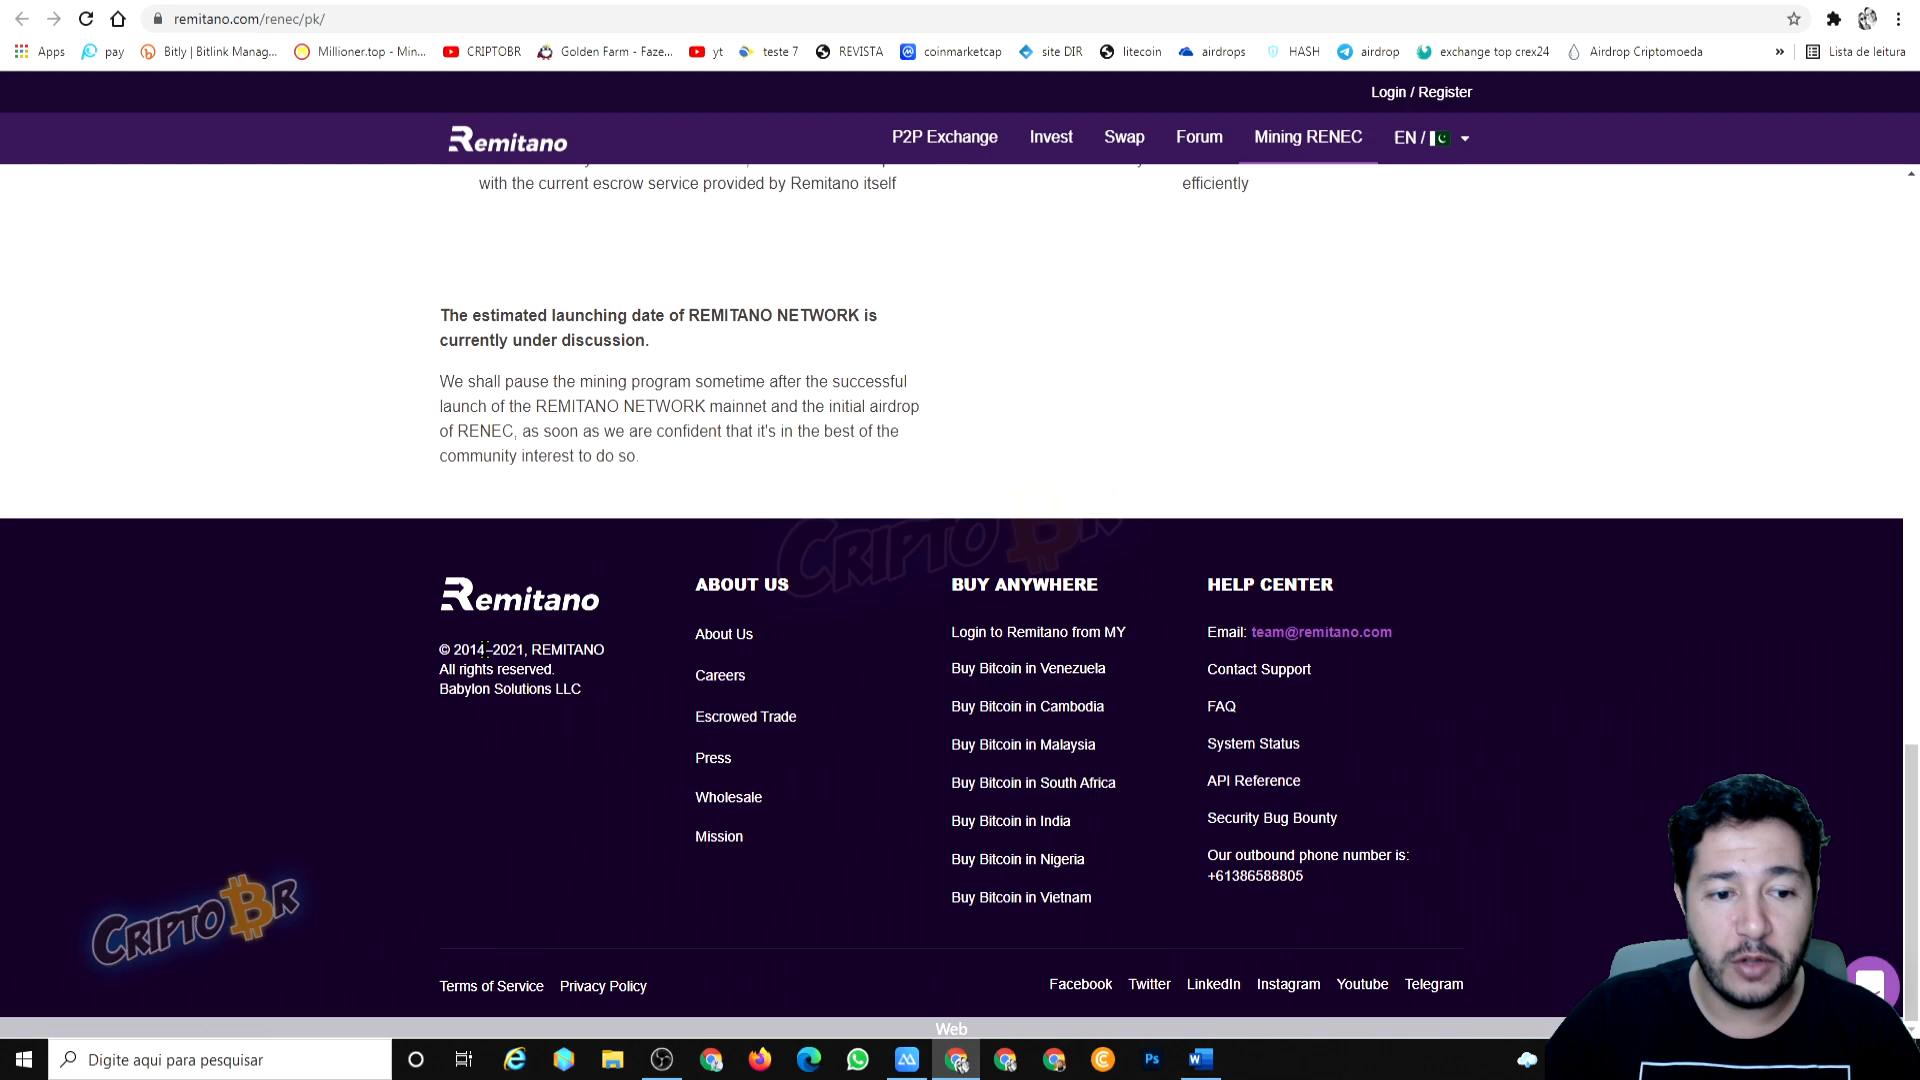 remitano.com/renec/pk/
Apps
pay
Bitly | Bitlink Manag...
Millioner.top - Min...
CRIPTOBR
Golden Farm - Faze...
yt
teste 7
REVISTA
coinmarketcap
site DIR
litecoin
airdrops
HASH
airdrop
exchange top crex24
Airdrop Criptomoeda
»
Lista de leitura
Login / Register
Remitano
P2P Exchange
Invest
Swap
Forum
Mining RENEC
EN /
with the current escrow service provided by Remitano itself
efficiently
The estimated launching date of REMITANO NETWORK is
currently under discussion.
We shall pause the mining program sometime after the successful
launch of the REMITANO NETWORK mainnet and the initial airdrop
of RENEC, as soon as we are confident that it's in the best of the
community interest to do so.
CRIPTOBR
Remitano
© 2014–2021, REMITANO
All rights reserved.
Babylon Solutions LLC
ABOUT US
About Us
Careers
Escrowed Trade
Press
Wholesale
Mission
BUY ANYWHERE
Login to Remitano from MY
Buy Bitcoin in Venezuela
Buy Bitcoin in Cambodia
Buy Bitcoin in Malaysia
Buy Bitcoin in South Africa
Buy Bitcoin in India
Buy Bitcoin in Nigeria
Buy Bitcoin in Vietnam
HELP CENTER
Email: team@remitano.com
Contact Support
FAQ
System Status
API Reference
Security Bug Bounty
Our outbound phone number is:
+61386588805
CRIPTOBR
Terms of Service
Privacy Policy
Facebook
Twitter
LinkedIn
Instagram
Youtube
Telegram
Web
Digite aqui para pesquisar
Ps
W